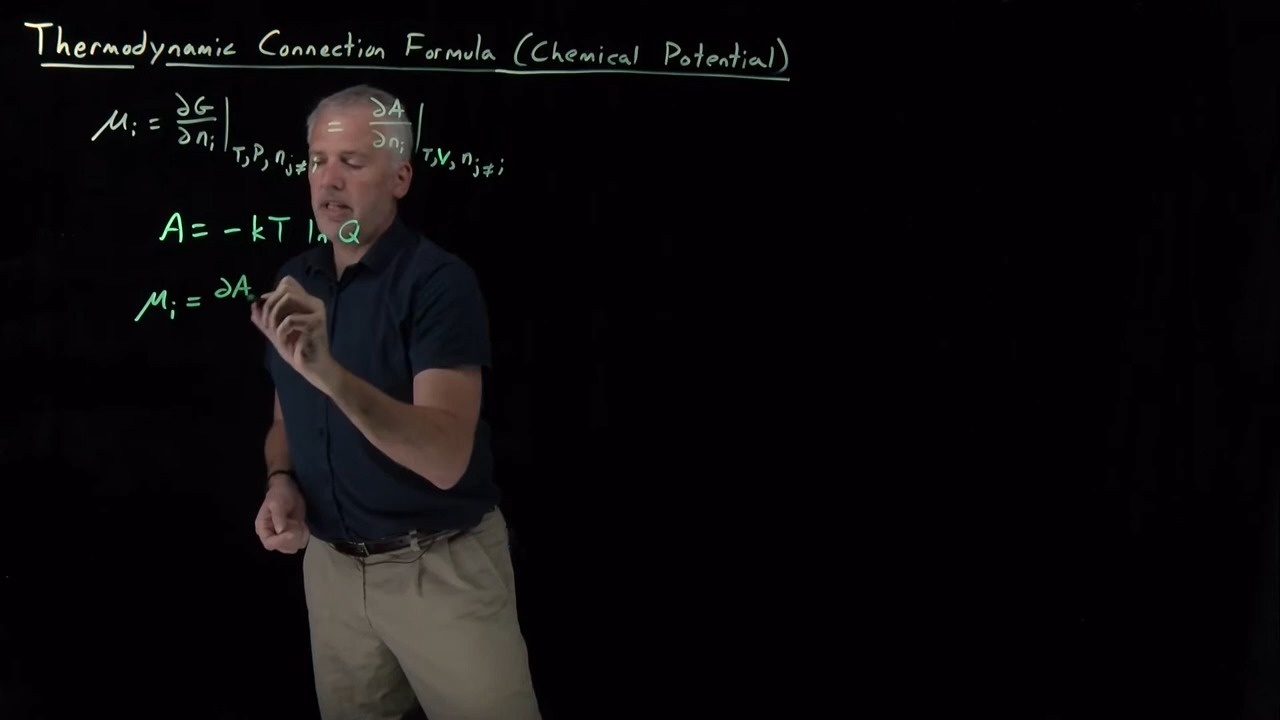 Thermodynamic Connection Formula (Chemical Potential)
μᵢ = ∂G/∂nᵢ |T, P, nⱼ≠ᵢ = ∂A/∂nᵢ |T, V, nⱼ≠ᵢ
A = - kT ln Q
μᵢ = ∂A